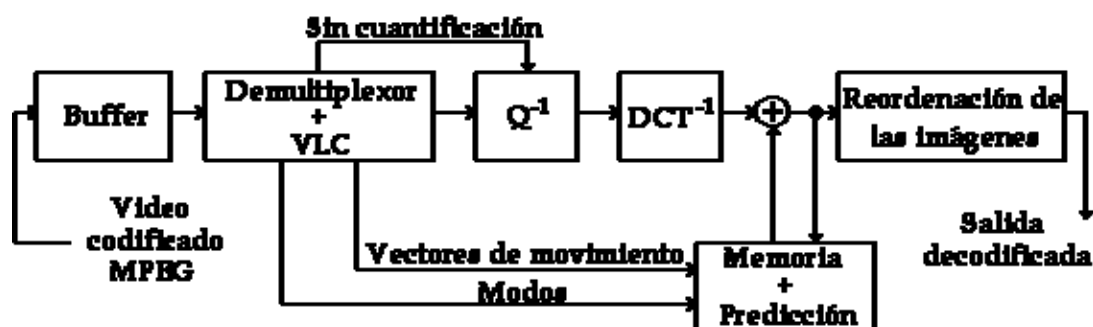 Sin cuantificación
Buffer
Demultiplexor
+
VLC
Q-1
DCT-1
+
Reordenación de
las imágenes
Video
codificado
MPEG
Salida
decodificada
Vectores de movimiento
Modos
Memoria
+
Predicción